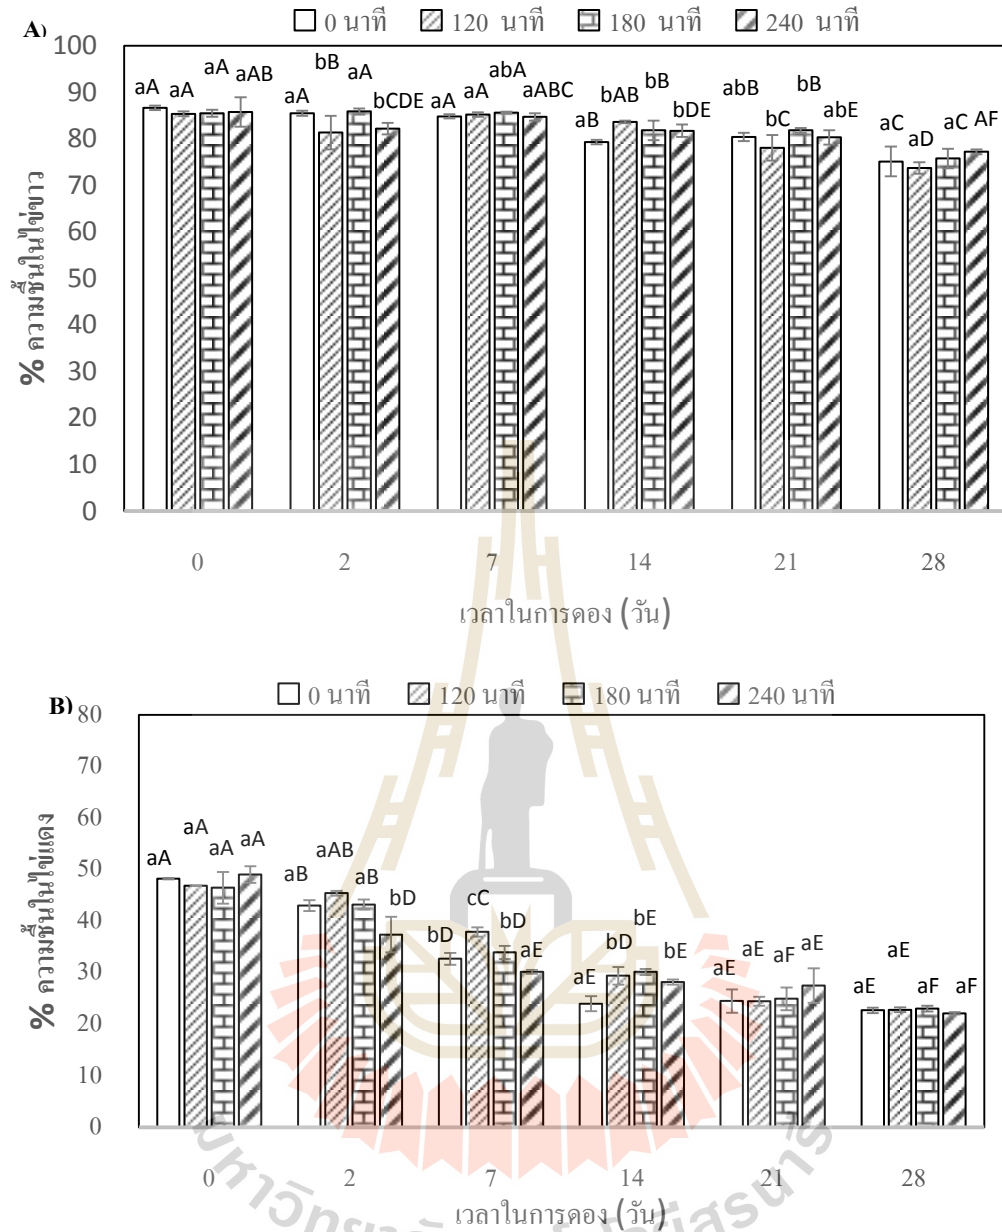 A)
0 นาที 120 นาที 180 นาที 240 นาที
100
90
80
70
60
50
40
30
20
10
0
% ความชื้นในไข่ขาว
aA aA aA aAB
aA bB aA bCDE
aA aA abA aABC
aB bAB bB bDE
abB bC bB abE
aC aD aC AF
0 2 7 14 21 28
เวลาในการดอง (วัน)
B)
0 นาที 120 นาที 180 นาที 240 นาที
80
70
60
50
40
30
20
10
0
% ความชื้นในไข่แดง
aA aA aA aA
aB aAB aB bD
bD cC bD aE
aE bD bE bE
aE aE aF aE
aE aE aF aF
0 2 7 14 21 28
เวลาในการดอง (วัน)